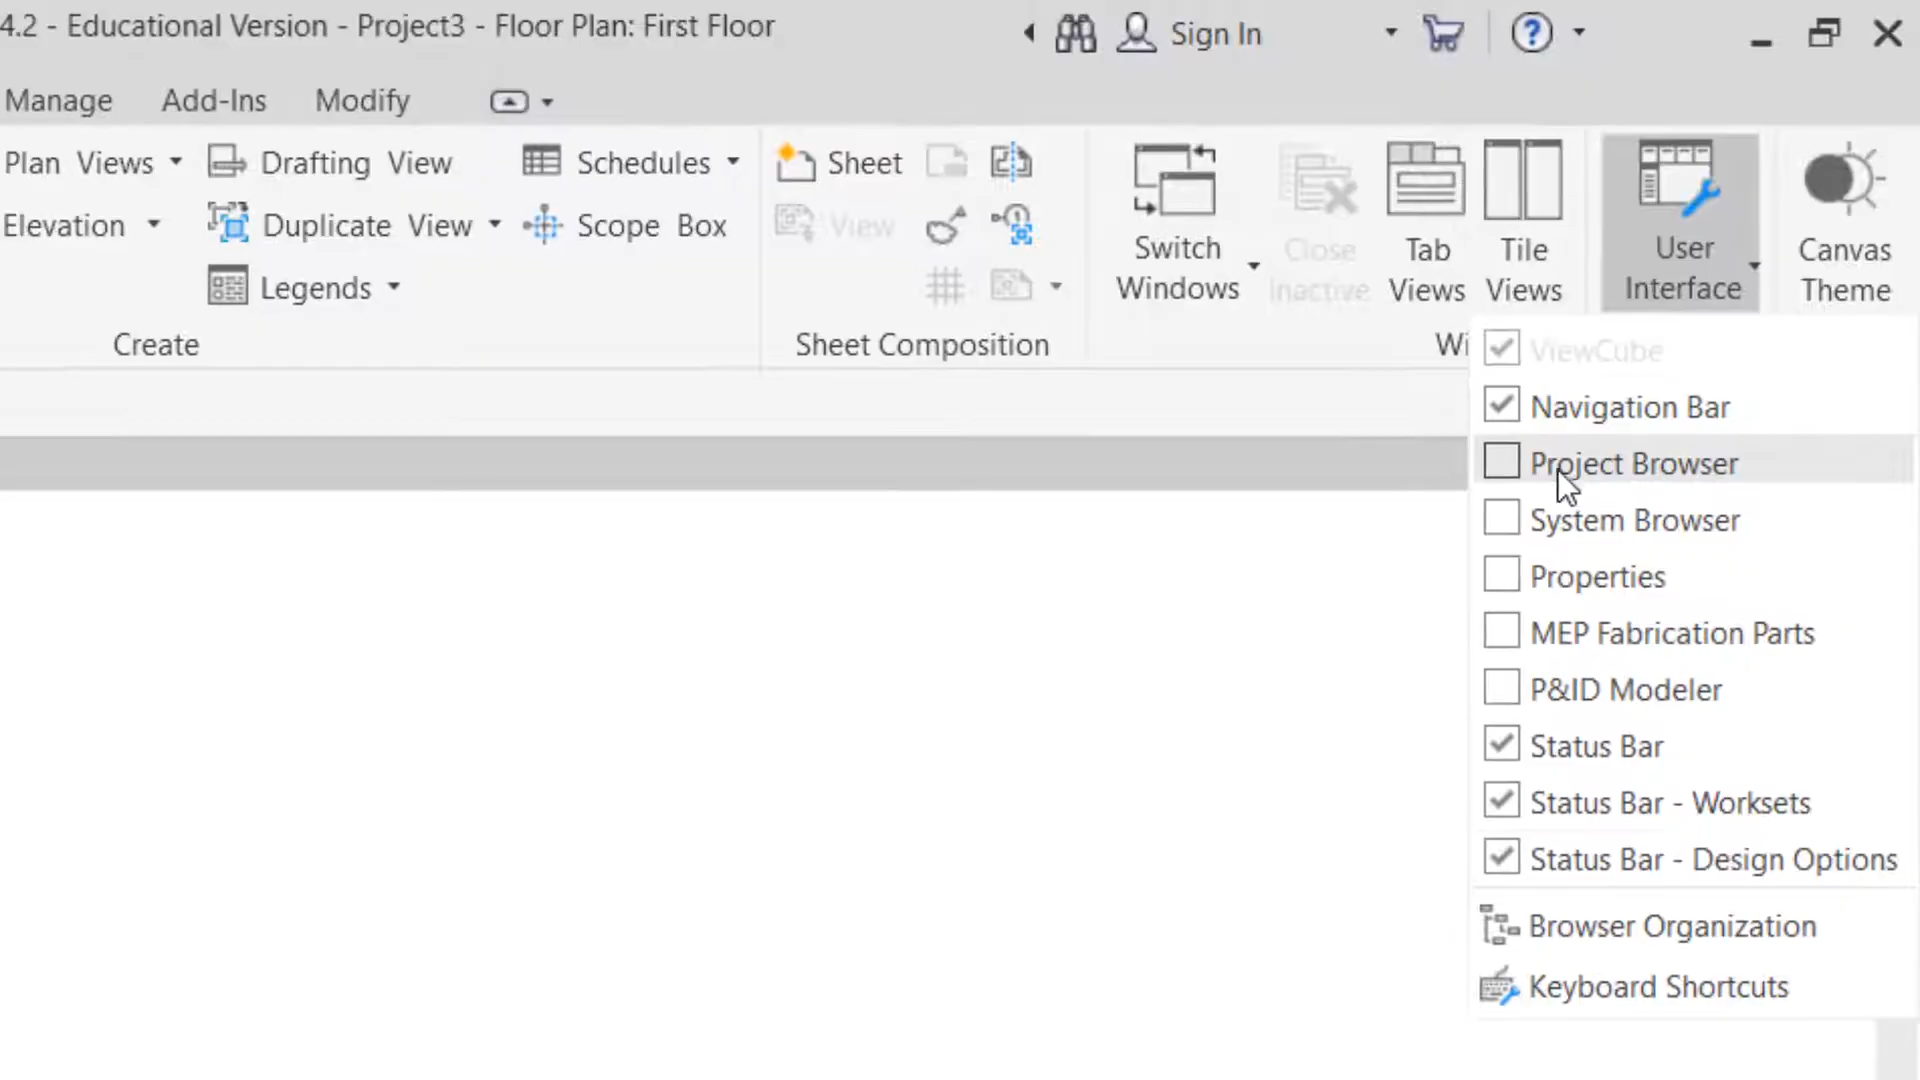 4.2 - Educational Version - Project3 - Floor Plan: First Floor
Sign In
Manage Add-Ins Modify
Plan Views Drafting View Schedules Sheet
Elevation Duplicate View Scope Box View
Legends
Switch Windows
Close Inactive
Tab Views
Tile Views
User Interface
Canvas Theme
Create Sheet Composition Wi
ViewCube
Navigation Bar
Project Browser
System Browser
Properties
MEP Fabrication Parts
P&ID Modeler
Status Bar
Status Bar - Worksets
Status Bar - Design Options
Browser Organization
Keyboard Shortcuts